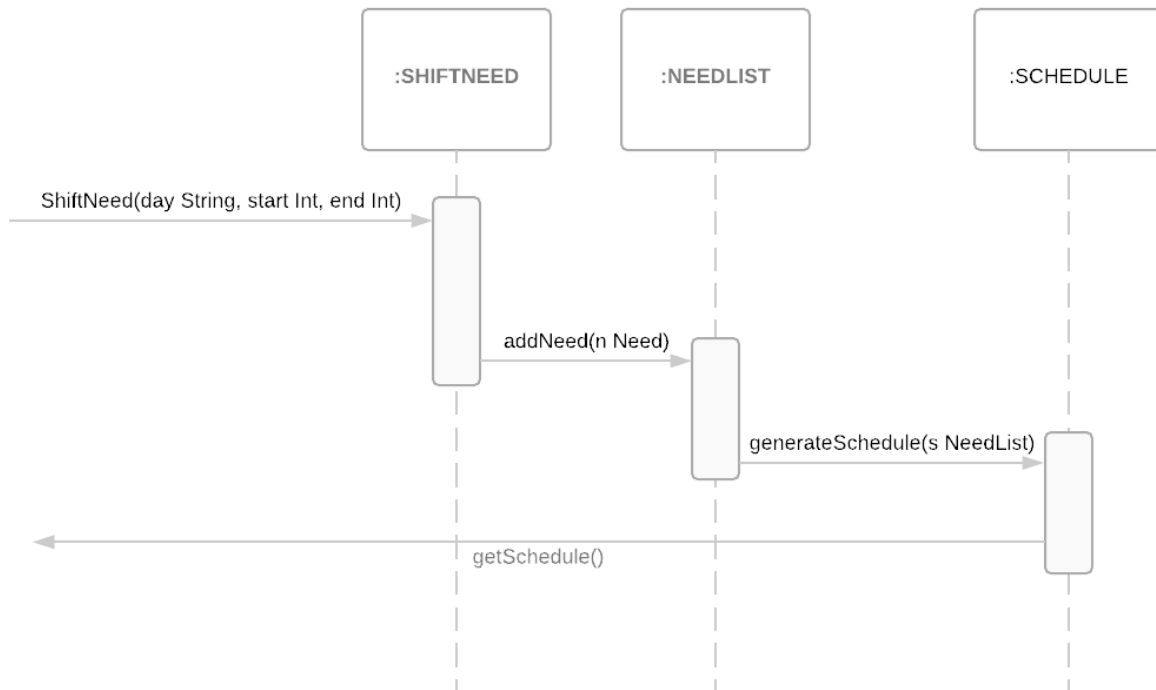 :SHIFTNEED
:NEEDLIST
:SCHEDULE
ShiftNeed(day String, start Int, end Int)
addNeed(n Need)
generateSchedule(s NeedList)
getSchedule()